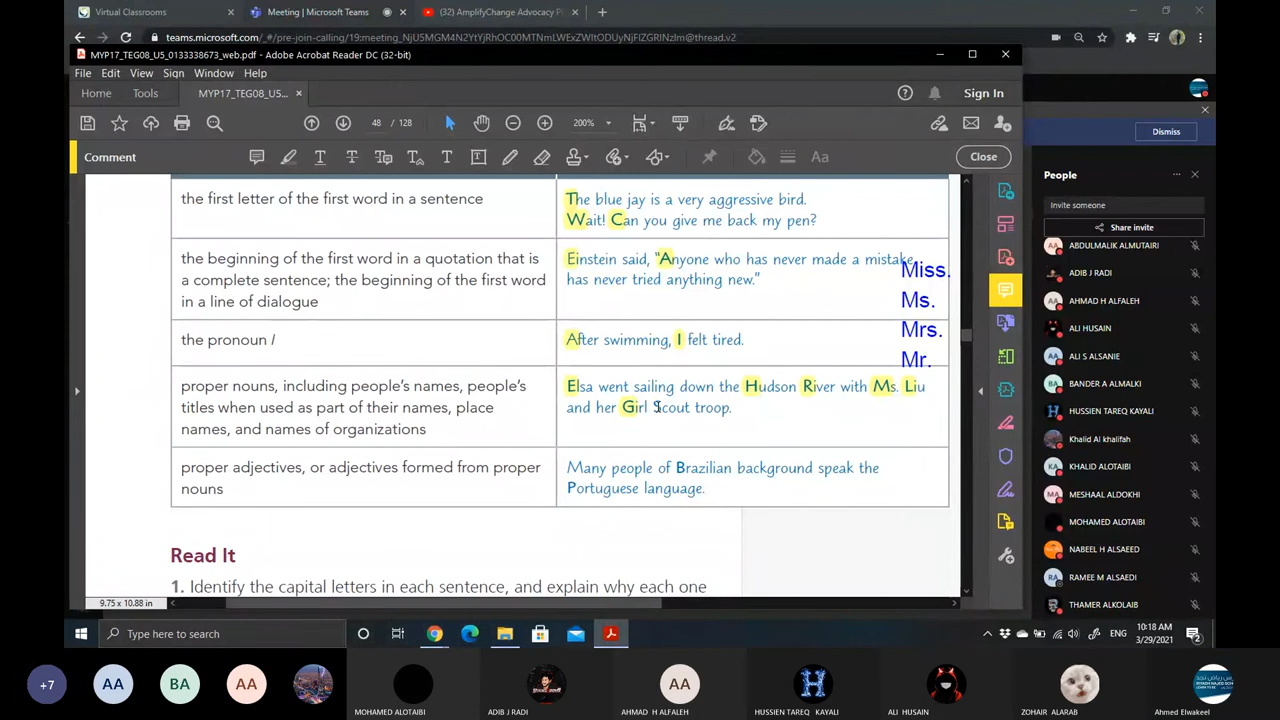 Virtual Classrooms
Meeting | Microsoft Teams
(32) AmplifyChange Advocacy P
teams.microsoft.com/_#/pre-join-calling/19:meeting_NjU5MGM4N2YtYjRhOC00MTNmLWExZWItODUyNjFlZGRlNzlm@thread.v2
MYP17_TEG08_U5_0133338673_web.pdf - Adobe Acrobat Reader DC (32-bit)
File Edit View Sign Window Help
Home Tools MYP17_TEG08_U5...
Sign In
48 / 128
200%
Comment
Close
Aa
the first letter of the first word in a sentence
The blue jay is a very aggressive bird.
Wait! Can you give me back my pen?
the beginning of the first word in a quotation that is
a complete sentence; the beginning of the first word
in a line of dialogue
Einstein said, "Anyone who has never made a mistake
has never tried anything new."
Miss.
Ms.
Mrs.
Mr.
the pronoun I
After swimming, I felt tired.
proper nouns, including people's names, people's
titles when used as part of their names, place
names, and names of organizations
Elsa went sailing down the Hudson River with Ms. Liu
and her Girl Scout troop.
proper adjectives, or adjectives formed from proper
nouns
Many people of Brazilian background speak the
Portuguese language.
Read It
1. Identify the capital letters in each sentence, and explain why each one
9.75 x 10.88 in
Dismiss
People
Invite someone
Share invite
AA ABDULMALIK ALMUTAIRI
ADIB J RADI
AA AHMAD H ALFALEH
ALI HUSAIN
AA ALI S ALSANIE
BA BANDER A ALMALKI
HUSSIEN TAREQ KAYALI
Khalid Al khalifah
KA KHALID ALOTAIBI
MA MESHAAL ALDOKHI
MOHAMED ALOTAIBI
NABEEL H ALSAEED
RA RAMEE M ALSAEDI
THAMER ALKOLAIB
Type here to search
ENG
10:18 AM
3/29/2021
2
+7
AA
BA
AA
AA
MOHAMED ALOTAIBI
ADIB J RADI
AHMAD H ALFALEH
HUSSIEN TAREQ KAYALI
ALI HUSAIN
ZOHAIR ALARAB
Ahmed Elwakeel